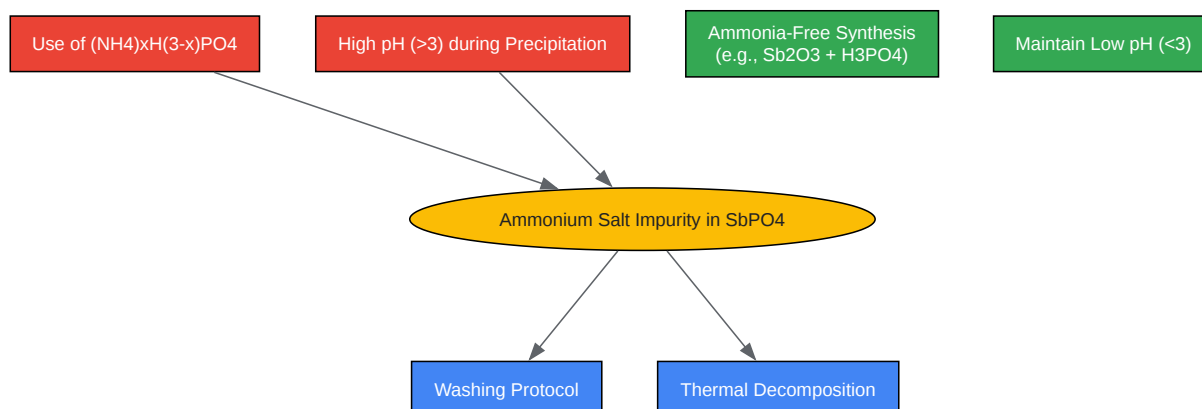 Use of (NH4)xH(3-x)PO4
High pH (>3) during Precipitation
Ammonia-Free Synthesis
(e.g., Sb2O3 + H3PO4)
Maintain Low pH (<3)
Ammonium Salt Impurity in SbPO4
Washing Protocol
Thermal Decomposition